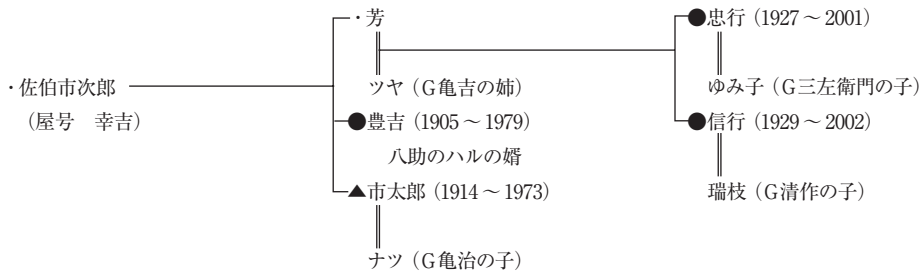 ・佐伯市次郎
（屋号　幸吉）
・芳
ツヤ（G亀吉の姉）
●豊吉（1905～1979）
八助のハルの婿
▲市太郎（1914～1973）
ナツ（G亀治の子）
●忠行（1927～2001）
ゆみ子（G三左衛門の子）
●信行（1929～2002）
瑞枝（G清作の子）